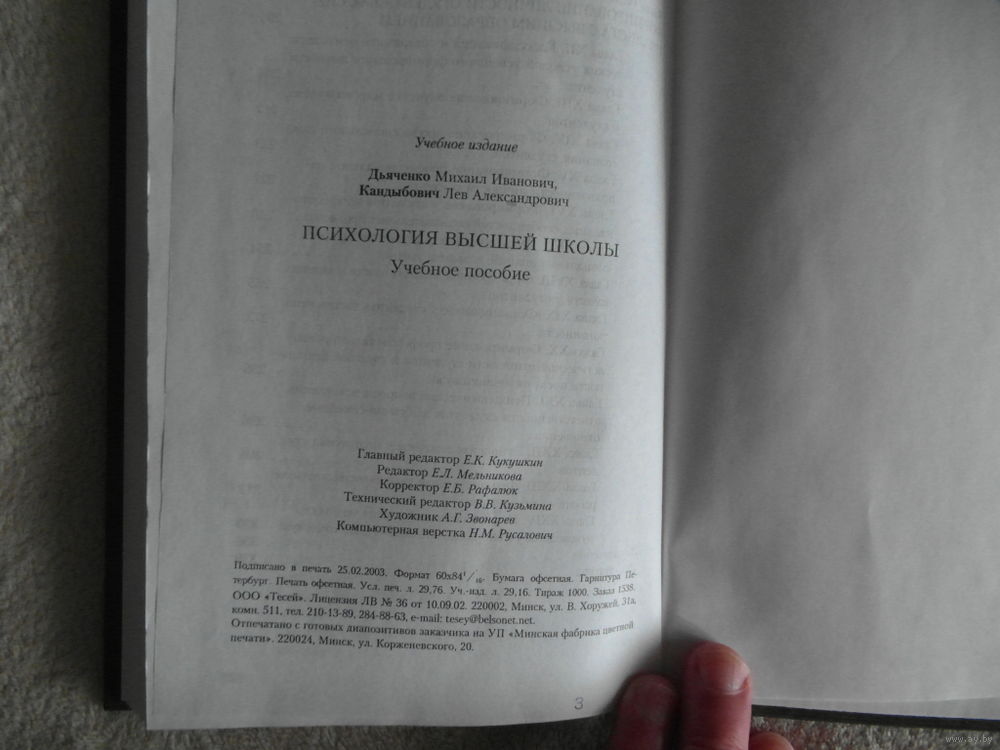 Учебное издание
Дьяченко Михаил Иванович,
Кандыбович Лев Александрович
ПСИХОЛОГИЯ ВЫСШЕЙ ШКОЛЫ
Учебное пособие
Главный редактор Е.К. Кукушкин
Редактор Е.Л. Мельникова
Корректор Е.Б. Рафалюк
Технический редактор В.В. Кузьмина
Художник А.Г. Звонарев
Компьютерная верстка Н.М. Русалович
Подписано в печать 25.02.2003. Формат 60х84¹/₁₆. Бумага офсетная. Гарнитура Пе-
тербург. Печать офсетная. Усл. печ. л. 29,76. Уч.-изд. л. 29,16. Тираж 1000. Заказ 1538.
ООО «Тесей». Лицензия ЛВ № 36 от 10.09.02. 220002, Минск, ул. В. Хоружей, 31а,
комн. 511, тел. 210-13-89, 284-88-63, e-mail: tesey@belsonet.net.
Отпечатано с готовых диапозитивов заказчика на УП «Минская фабрика цветной
печати». 220024, Минск, ул. Корженевского, 20.
3
www.ay.by